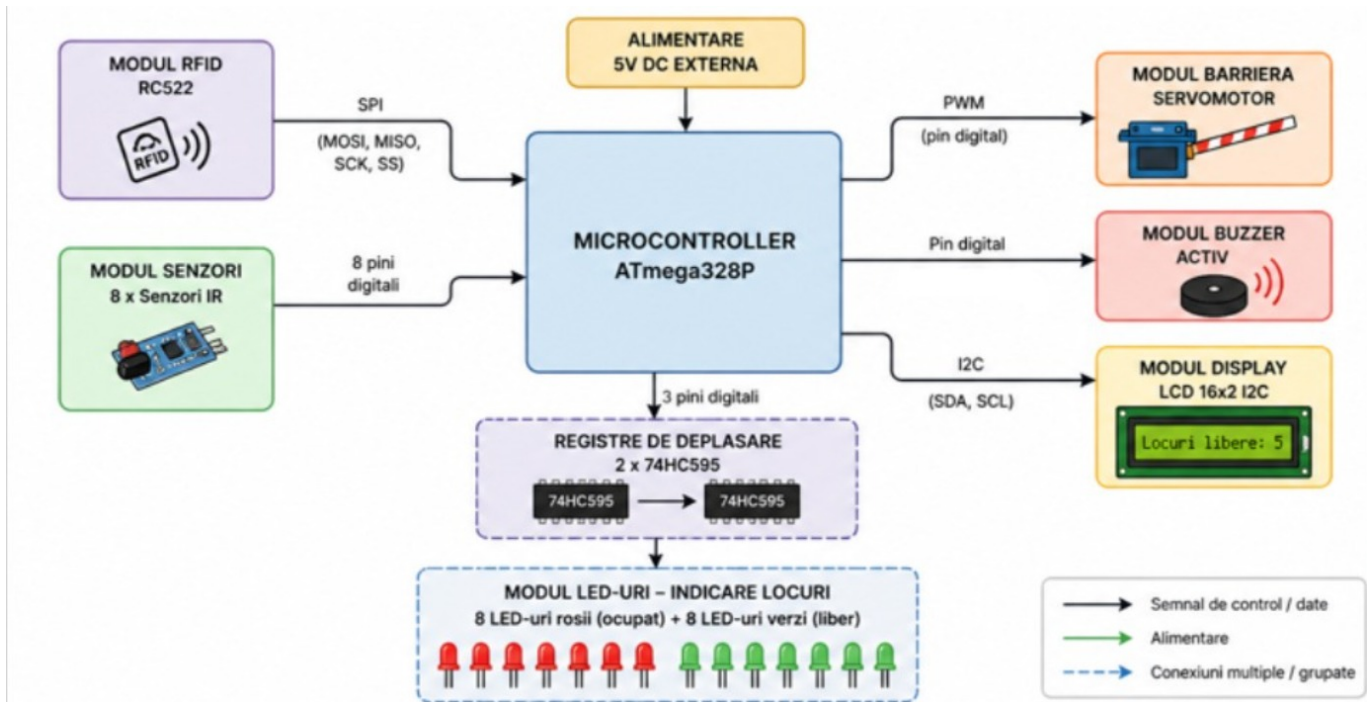 MODUL RFID
RC522
RFID
SPI
(MOSI, MISO,
SCK, SS)
ALIMENTARE
5V DC EXTERNA
PWM
(pin digital)
MODUL BARRIERA
SERVOMOTOR
MODUL SENZORI
8 x Senzori IR
8 pini
digitali
MICROCONTROLLER
ATmega328P
Pin digital
MODUL BUZZER
ACTIV
I2C
(SDA, SCL)
MODUL DISPLAY
LCD 16x2 I2C
Locuri libere: 5
3 pini digitali
REGISTRE DE DEPLASARE
2 x 74HC595
74HC595
74HC595
MODUL LED-URI – INDICARE LOCURI
8 LED-uri rosii (ocupat) + 8 LED-uri verzi (liber)
Semnal de control / date
Alimentare
Conexiuni multiple / grupate